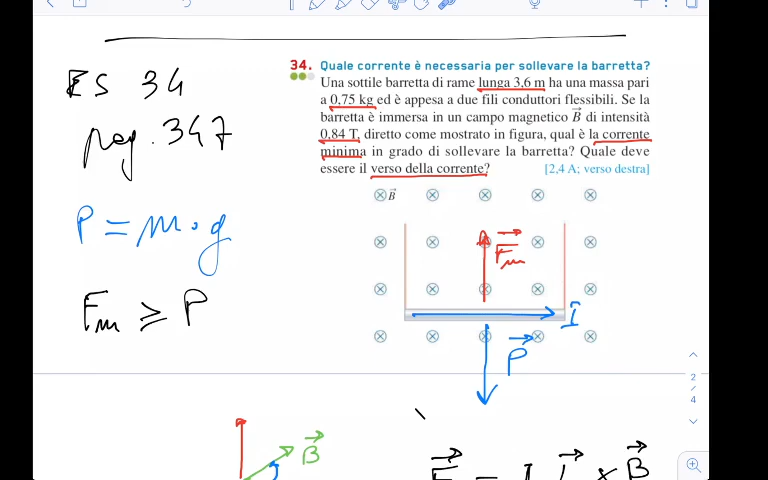 ES 34
pag. 347
P = m · g
Fm ≥ P
34. Quale corrente è necessaria per sollevare la barretta?
Una sottile barretta di rame lunga 3,6 m ha una massa pari
a 0,75 kg ed è appesa a due fili conduttori flessibili. Se la
barretta è immersa in un campo magnetico B⃗ di intensità
0,84 T, diretto come mostrato in figura, qual è la corrente
minima in grado di sollevare la barretta? Quale deve
essere il verso della corrente? [2,4 A; verso destra]
B⃗
F⃗m
I
P⃗
2
/
4
B⃗
F⃗ = I L⃗ × B⃗